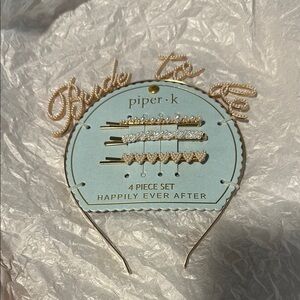 Bride to Be
piper • k
4 PIECE SET
HAPPILY EVER AFTER